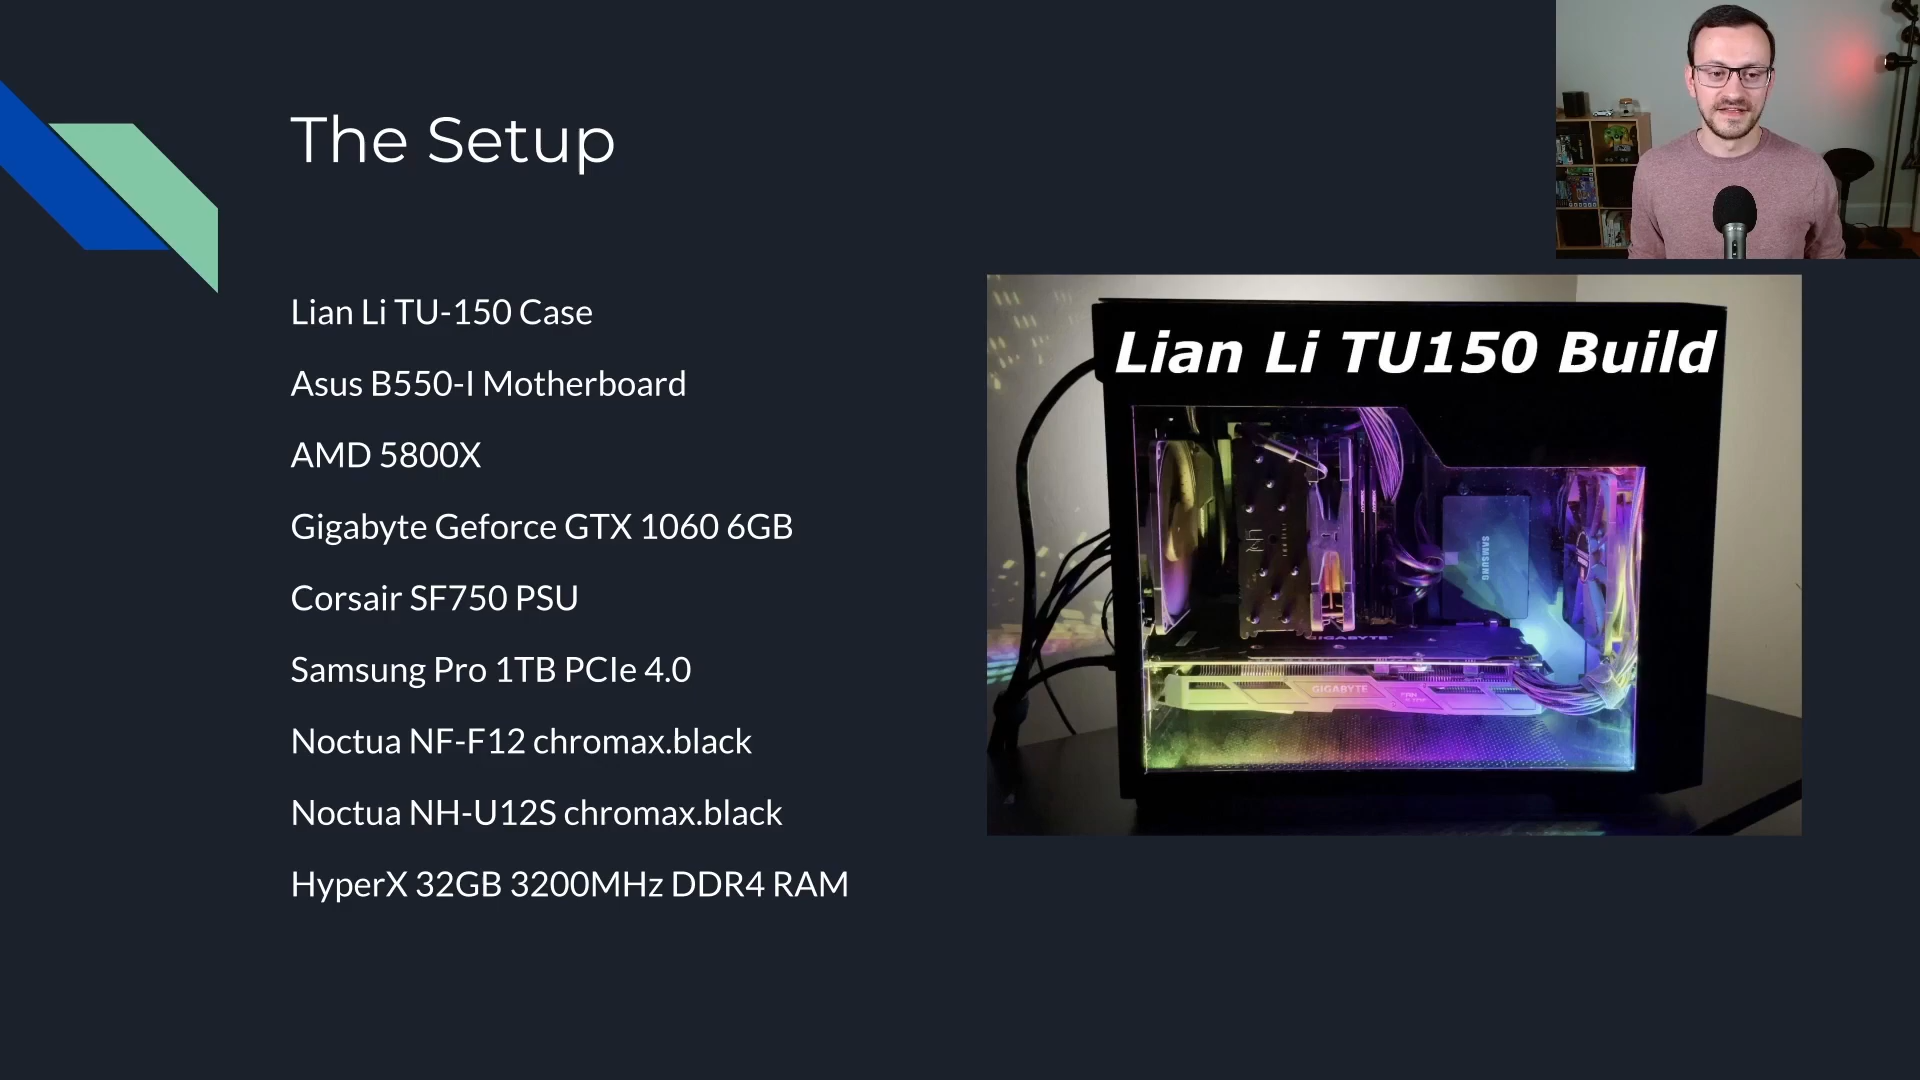 The Setup
Lian Li TU-150 Case
Asus B550-I Motherboard
AMD 5800X
Gigabyte Geforce GTX 1060 6GB
Corsair SF750 PSU
Samsung Pro 1TB PCIe 4.0
Noctua NF-F12 chromax.black
Noctua NH-U12S chromax.black
HyperX 32GB 3200MHz DDR4 RAM
Lian Li TU150 Build
SAMSUNG
GIGABYTE
GIGABYTE